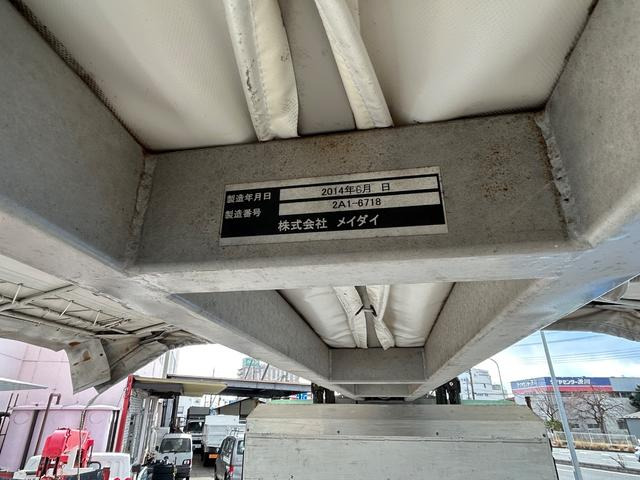 製造年月日 2014年6月 日
製造番号 2A1-6718
株式会社 メイダイ